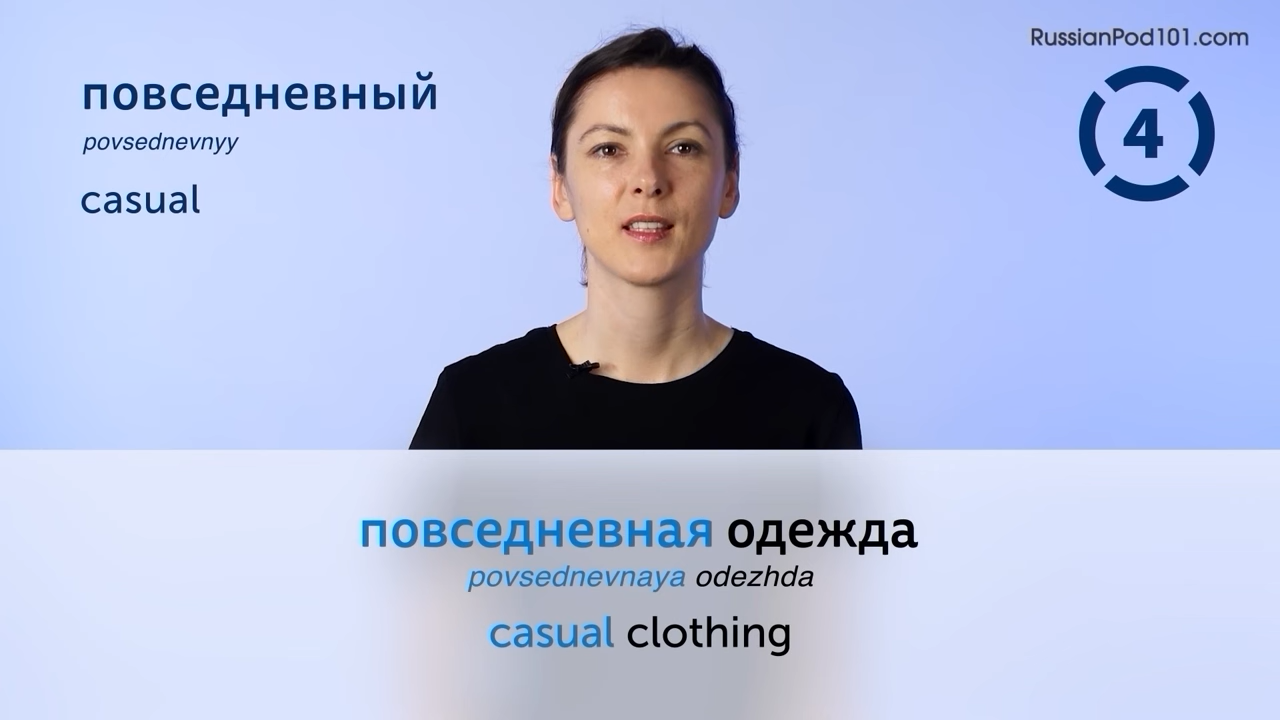 RussianPod101.com
повседневный
povsednevnyy
casual
4
повседневная одежда
povsednevnaya odezhda
casual clothing